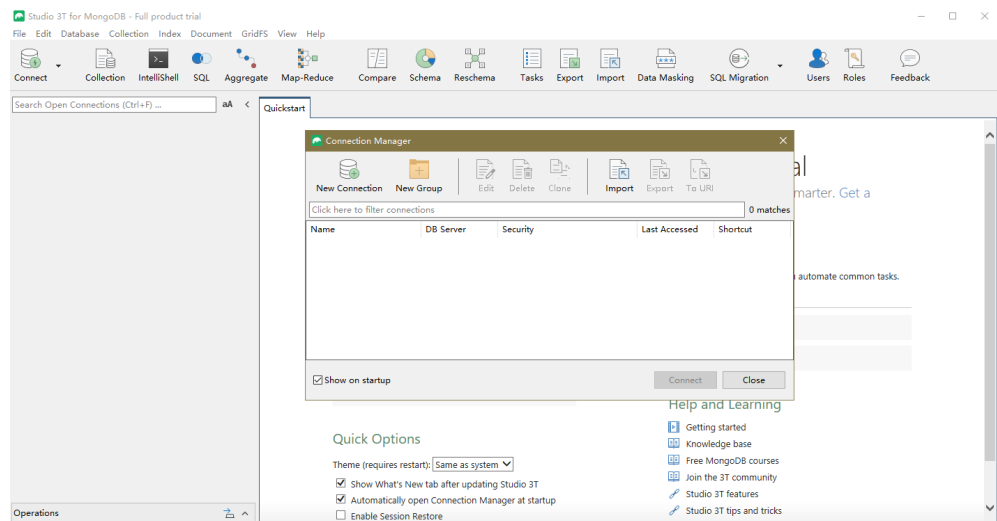 Studio 3T for MongoDB - Full product trial
File Edit Database Collection Index Document GridFS View Help
Connect Collection IntelliShell SQL Aggregate Map-Reduce Compare Schema Reschema Tasks Export Import Data Masking SQL Migration Users Roles Feedback
Search Open Connections (Ctrl+F) ... aA
Quickstart
Connection Manager
New Connection New Group Edit Delete Clone Import Export To URI
Click here to filter connections 0 matches
Name DB Server Security Last Accessed Shortcut
al
marter. Get a
automate common tasks.
Show on startup Connect Close
Help and Learning
Getting started
Knowledge base
Free MongoDB courses
Join the 3T community
Studio 3T features
Studio 3T tips and tricks
Quick Options
Theme (requires restart): Same as system
Show What's New tab after updating Studio 3T
Automatically open Connection Manager at startup
Enable Session Restore
Operations